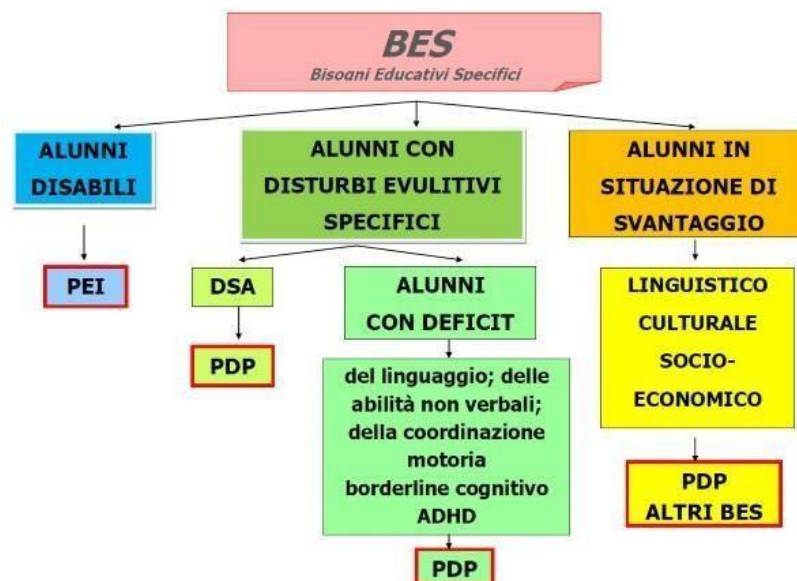 BES
Bisogni Educativi Specifici
ALUNNI
DISABILI
PEI
ALUNNI CON
DISTURBI EVULITIVI
SPECIFICI
DSA
PDP
ALUNNI
CON DEFICIT
del linguaggio; delle
abilità non verbali;
della coordinazione
motoria
borderline cognitivo
ADHD
PDP
ALUNNI IN
SITUAZIONE DI
SVANTAGGIO
LINGUISTICO
CULTURALE
SOCIO-
ECONOMICO
PDP
ALTRI BES